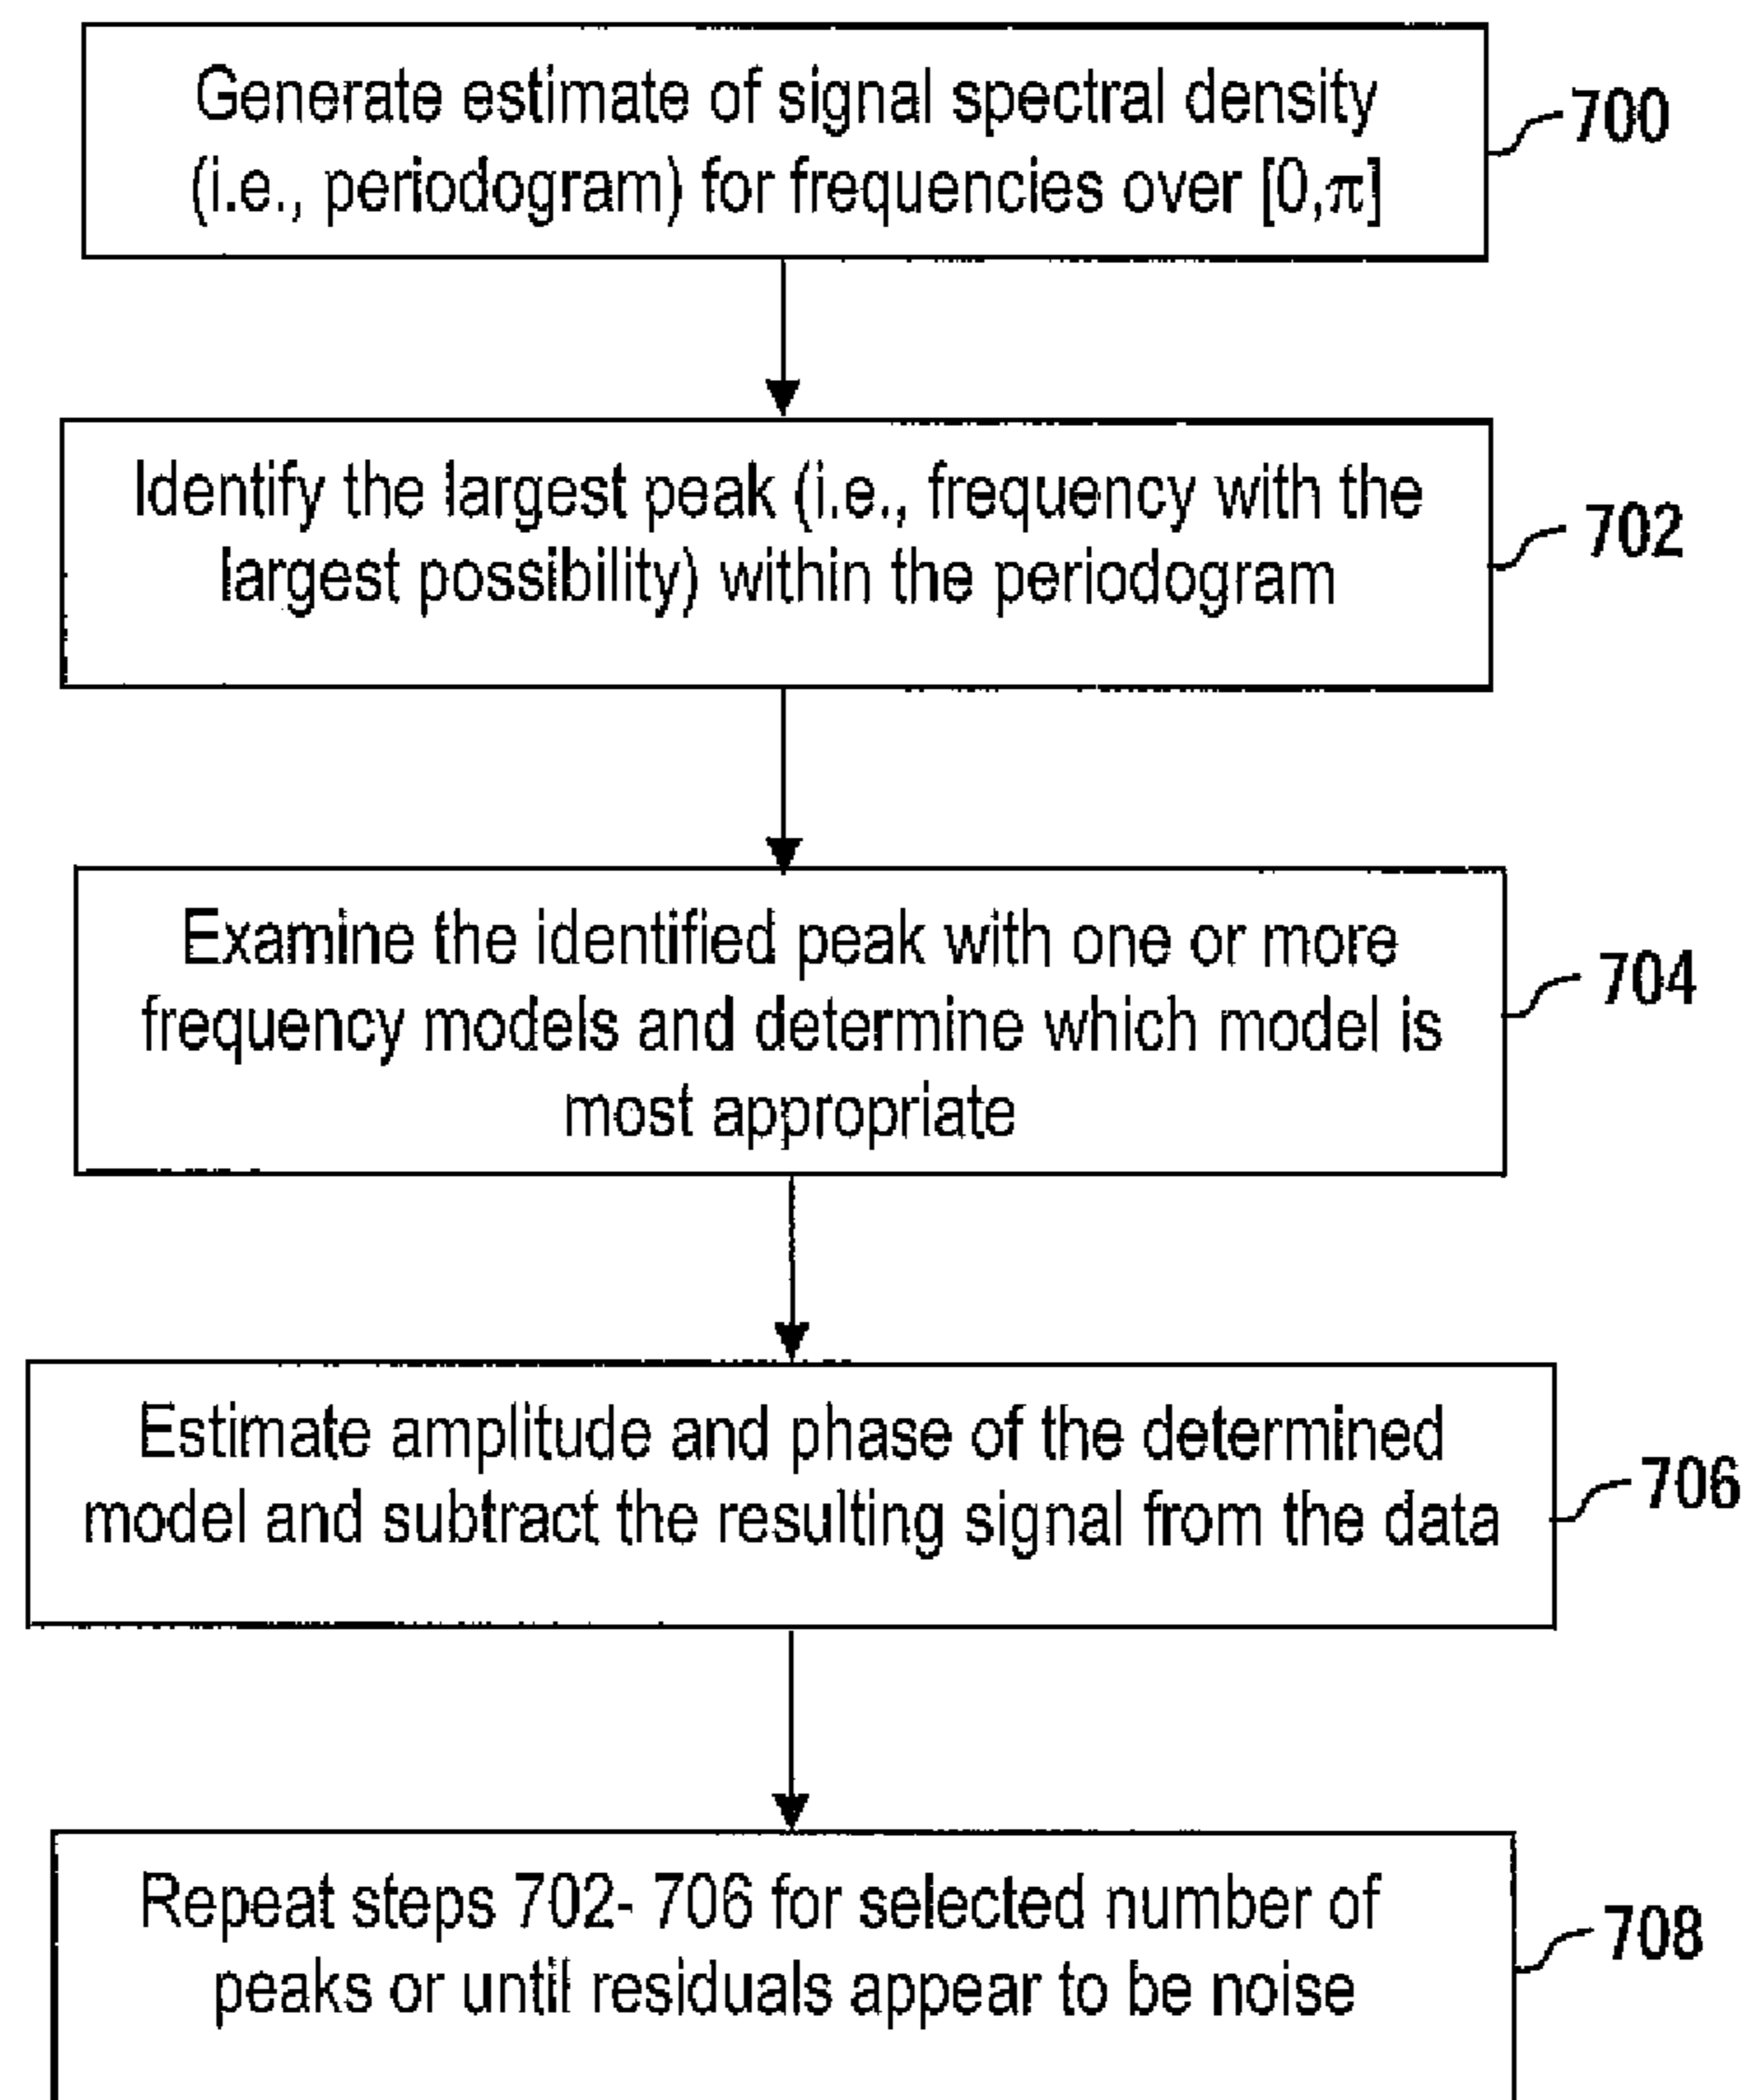 Generate estimate of signal spectral density
(i.e., periodogram) for frequencies over [0,π]
700
Identify the largest peak (i.e., frequency with the
largest possibility) within the periodogram
702
Examine the identified peak with one or more
frequency models and determine which model is
most appropriate
704
Estimate amplitude and phase of the determined
model and subtract the resulting signal from the data
706
Repeat steps 702- 706 for selected number of
peaks or until residuals appear to be noise
708